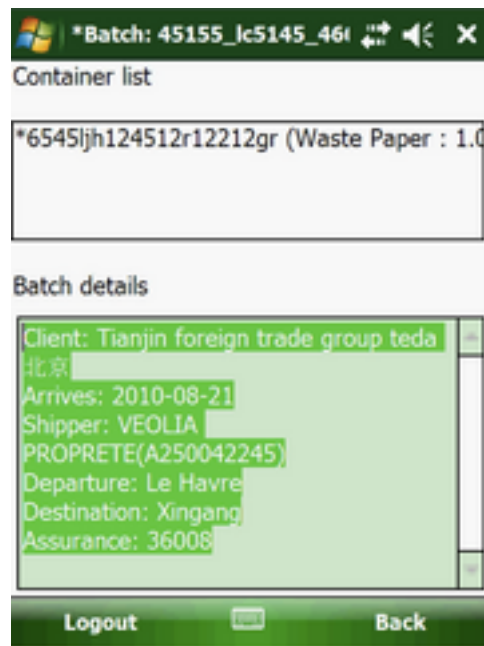 *Batch: 45155_lc5145_46
Container list
*6545ljh124512r12212gr (Waste Paper : 1.0
Batch details
Client: Tianjin foreign trade group teda
北京
Arrives: 2010-08-21
Shipper: VEOLIA
PROPRETE(A250042245)
Departure: Le Havre
Destination: Xingang
Assurance: 36008
Logout
Back